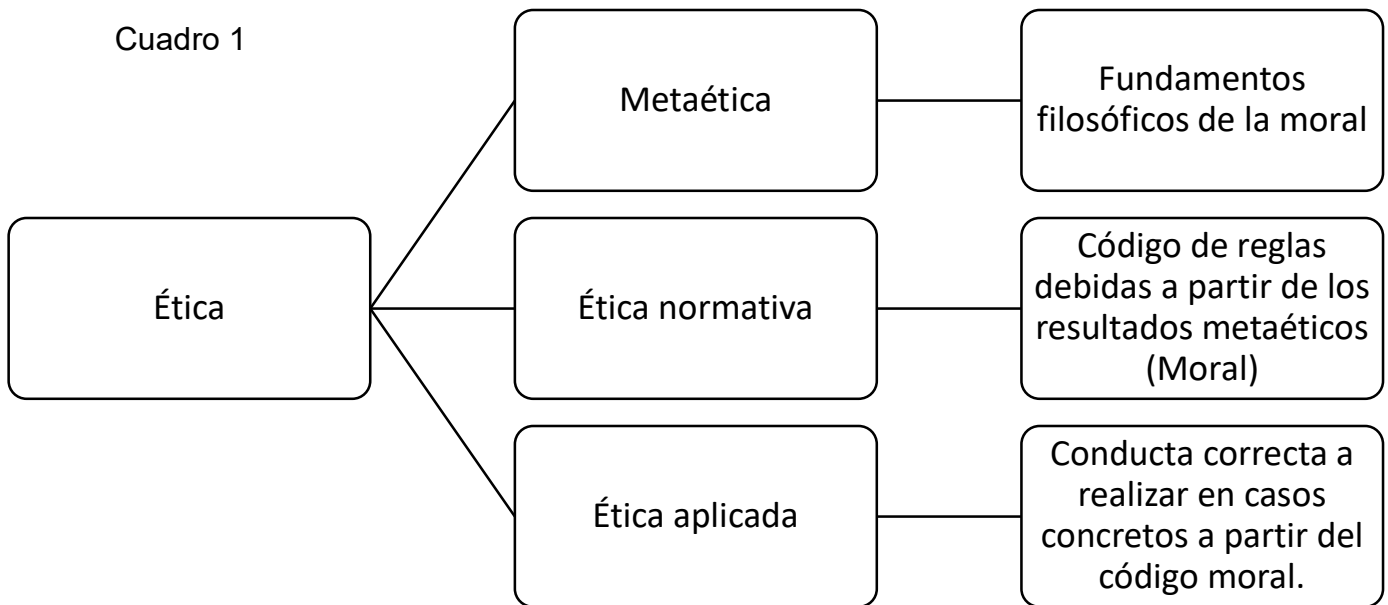 Cuadro 1
Metaética
Fundamentos
filosóficos de la moral
Ética
Ética normativa
Código de reglas
debidas a partir de los
resultados metaéticos
(Moral)
Ética aplicada
Conducta correcta a
realizar en casos
concretos a partir del
código moral.